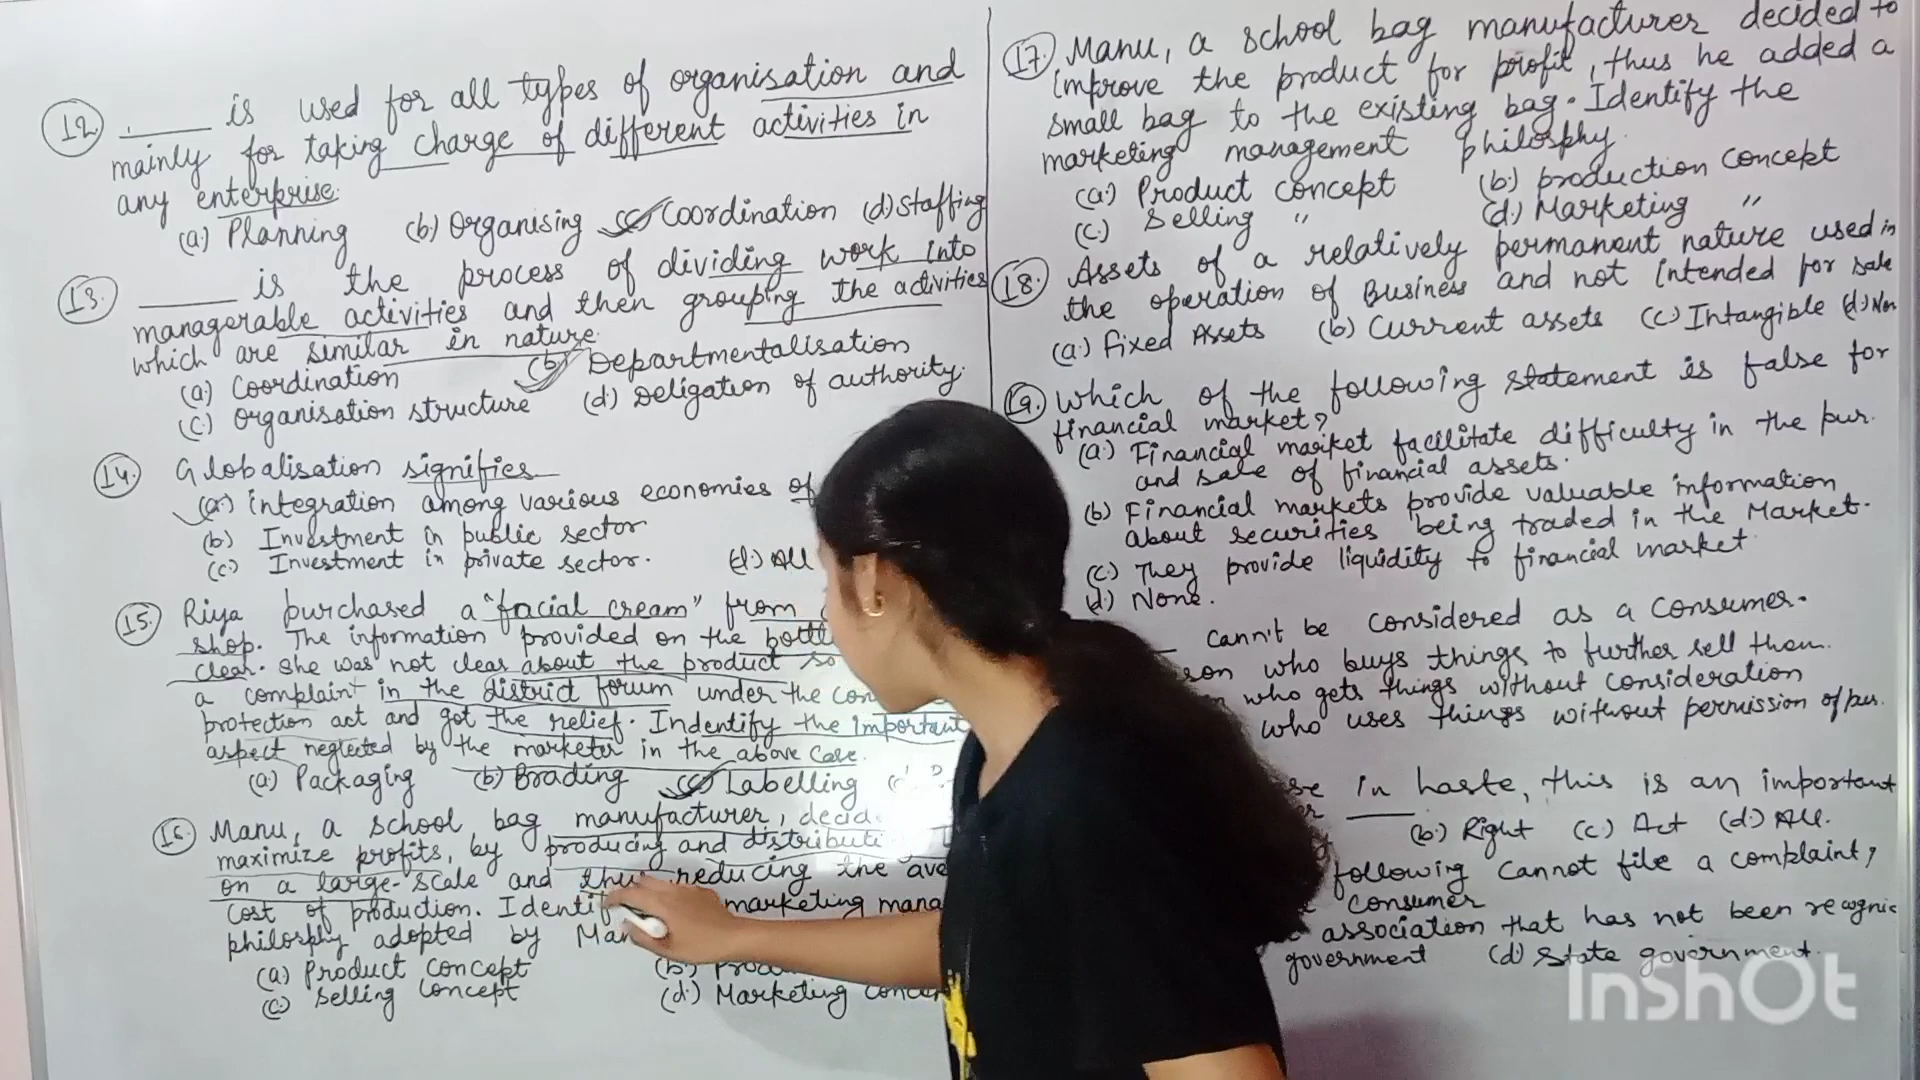 12. ______ is used for all types of organisation and
mainly for taking charge of different activities in
any enterprise.
(a.) Planning (b.) Organising (c) Coordination (d) Staffing
13. ______ is the process of dividing work into
managerable activities and then grouping the activities
which are similar in nature.
(a.) Coordination (b) Departmentalisation
(c.) Organisation structure (d.) Deligation of authority.
14. Globalisation signifies
(a.) integration among various economies of
(b) Investment in public sector
(c) Investment in private sector. (d.) All
15. Riya purchased a "facial cream" from
shop. The information provided on the bottl
clear. She was not clear about the product so
a complaint in the district forum under the con
protection act and got the relief. Indentify the important
aspect neglected by the marketer in the above case.
(a) Packaging (b) Brading (c) Labelling
16. Manu, a school bag manufacturer, decid
maximize profits, by producing and distributi
on a large-scale and thus reducing the ave
cost of production. Identif marketing mana
philosphy adopted by Man
(a) Product concept (b) Produ
(c) Selling concept (d.) Marketing concep
17. Manu, a school bag manufacturer decided to
improve the product for profit, thus he added a
small bag to the existing bag. Identify the
marketing management philosphy.
(a.) Product concept (b.) production concept
(c.) Selling " (d.) Marketing "
18. Assets of a relatively permanent nature used in
the operation of Business and not intended for sale
(a.) Fixed Assets (b) Current assets (c) Intangible (d.) Non
19. Which of the following statement is false for
financial market?
(a.) Financial market facilitate difficulty in the pur.
and sale of financial assets.
(b) Financial markets provide valuable information
about securities being traded in the Market.
(c.) They provide liquidity to financial market
(d.) None.
cann't be considered as a consumer.
son who buys things to further sell them.
who gets things without consideration
who uses things without permission of pur.
se in haste, this is an important
r ____
(b.) Right (c.) Act (d.) All.
following cannot file a complaint?
consumer
association that has not been recognis
government (d) State government.
InShOt